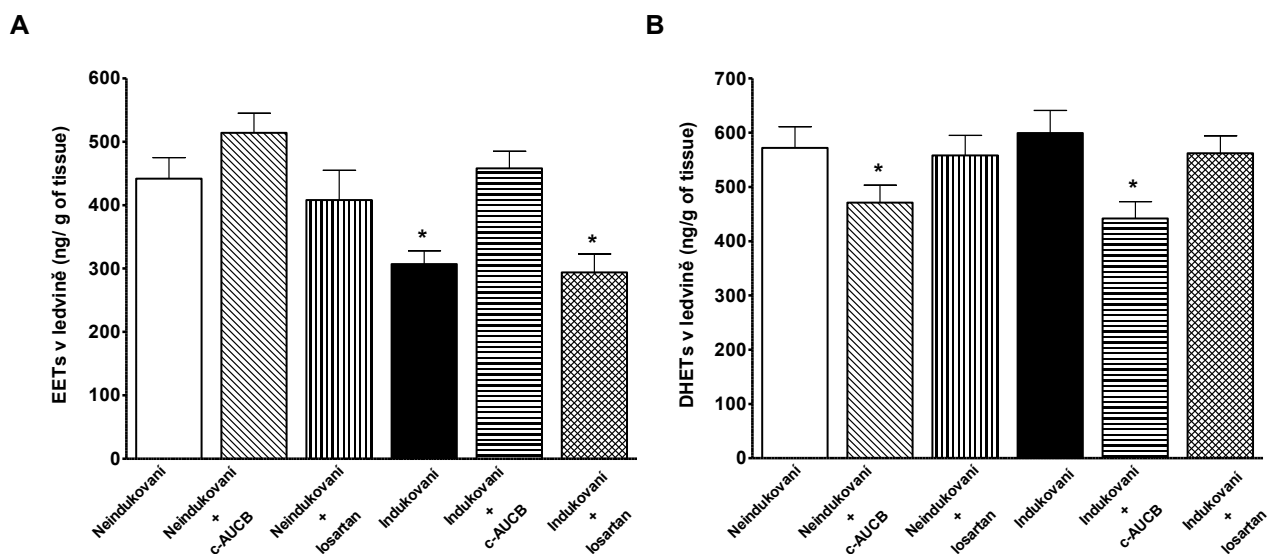 A
EETs v ledvině (ng/ g of tissue)
600
500
400
300
200
100
0
*
*
Neindukovaní
Neindukovaní
+
c-AUCB
Neindukovaní
+
losartan
Indukovaní
Indukovaní
+
c-AUCB
Indukovaní
+
losartan
B
DHETs v ledvině (ng/g of tissue)
700
600
500
400
300
200
100
0
*
*
Neindukovaní
Neindukovaní
+
c-AUCB
Neindukovaní
+
losartan
Indukovaní
Indukovaní
+
c-AUCB
Indukovaní
+
losartan